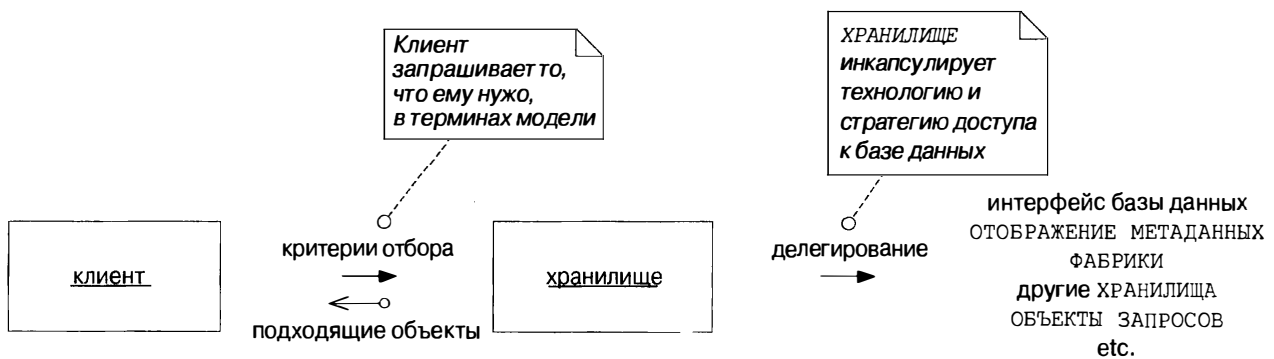 Клиент
запрашивает то,
что ему нужо,
в терминах модели
ХРАНИЛИЩЕ
инкапсулирует
технологию и
стратегию доступа
к базе данных
клиент
критерии отбора
подходящие объекты
хранилище
делегирование
интерфейс базы данных
ОТОБРАЖЕНИЕ МЕТАДАННЫХ
ФАБРИКИ
другие ХРАНИЛИЩА
ОБЪЕКТЫ ЗАПРОСОВ
etc.